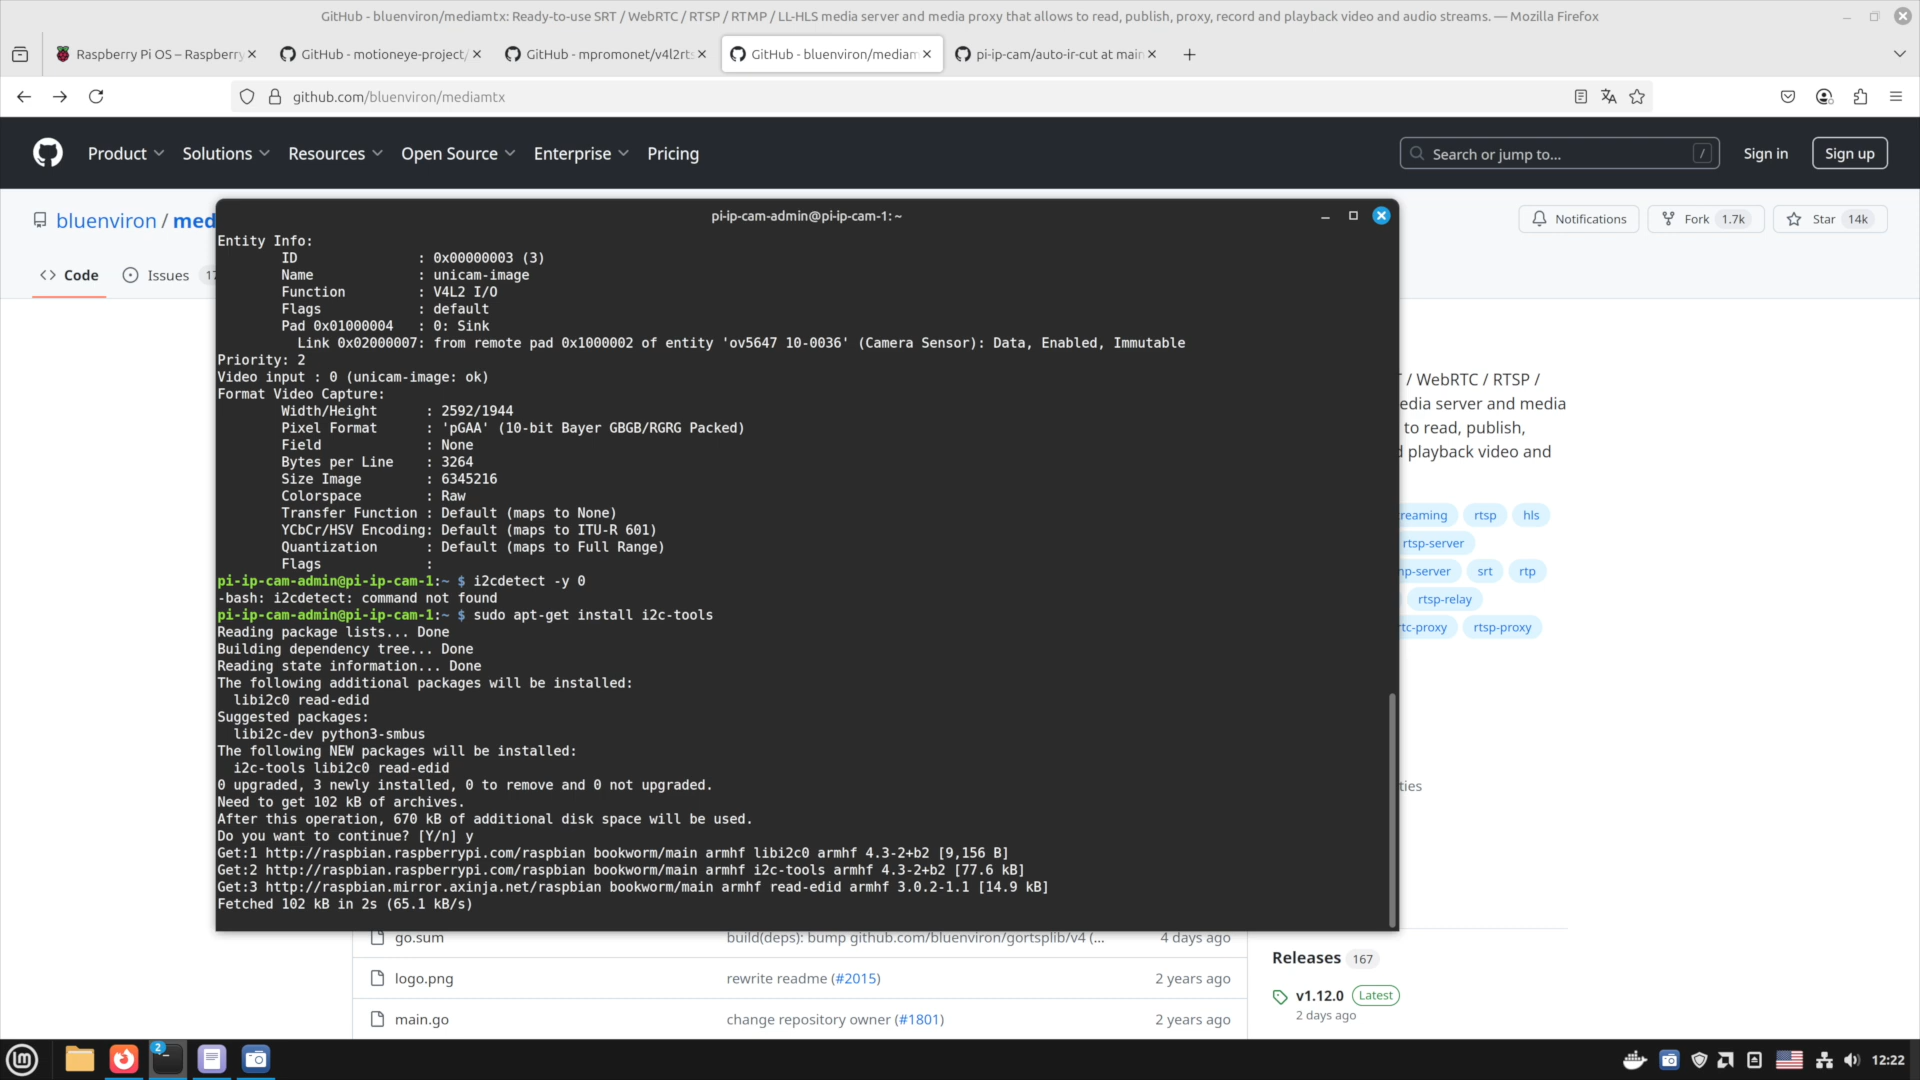 GitHub - bluenviron/mediamtx: Ready-to-use SRT / WebRTC / RTSP / RTMP / LL-HLS media server and media proxy that allows to read, publish, proxy, record and playback video and audio streams. — Mozilla Firefox
Raspberry Pi OS – Raspberry
GitHub - motioneye-project/
GitHub - mpromonet/v4l2rts
GitHub - bluenviron/mediam
pi-ip-cam/auto-ir-cut at main
github.com/bluenviron/mediamtx
Product
Solutions
Resources
Open Source
Enterprise
Pricing
Search or jump to...
/
Sign in
Sign up
bluenviron / med
Notifications
Fork 1.7k
Star 14k
Code
Issues 17
pi-ip-cam-admin@pi-ip-cam-1: ~
Entity Info:
ID : 0x00000003 (3)
Name : unicam-image
Function : V4L2 I/O
Flags : default
Pad 0x01000004 : 0: Sink
Link 0x02000007: from remote pad 0x1000002 of entity 'ov5647 10-0036' (Camera Sensor): Data, Enabled, Immutable
Priority: 2
Video input : 0 (unicam-image: ok)
Format Video Capture:
Width/Height : 2592/1944
Pixel Format : 'pGAA' (10-bit Bayer GBGB/RGRG Packed)
Field : None
Bytes per Line : 3264
Size Image : 6345216
Colorspace : Raw
Transfer Function : Default (maps to None)
YCbCr/HSV Encoding: Default (maps to ITU-R 601)
Quantization : Default (maps to Full Range)
Flags :
pi-ip-cam-admin@pi-ip-cam-1:~ $ i2cdetect -y 0
-bash: i2cdetect: command not found
pi-ip-cam-admin@pi-ip-cam-1:~ $ sudo apt-get install i2c-tools
Reading package lists... Done
Building dependency tree... Done
Reading state information... Done
The following additional packages will be installed:
libi2c0 read-edid
Suggested packages:
libi2c-dev python3-smbus
The following NEW packages will be installed:
i2c-tools libi2c0 read-edid
0 upgraded, 3 newly installed, 0 to remove and 0 not upgraded.
Need to get 102 kB of archives.
After this operation, 670 kB of additional disk space will be used.
Do you want to continue? [Y/n] y
Get:1 http://raspbian.raspberrypi.com/raspbian bookworm/main armhf libi2c0 armhf 4.3-2+b2 [9,156 B]
Get:2 http://raspbian.raspberrypi.com/raspbian bookworm/main armhf i2c-tools armhf 4.3-2+b2 [77.6 kB]
Get:3 http://raspbian.mirror.axinja.net/raspbian bookworm/main armhf read-edid armhf 3.0.2-1.1 [14.9 kB]
Fetched 102 kB in 2s (65.1 kB/s)
T / WebRTC / RTSP /
edia server and media
to read, publish,
d playback video and
reaming
rtsp
hls
rtsp-server
mp-server
srt
rtp
rtsp-relay
rtc-proxy
rtsp-proxy
ties
go.sum
build(deps): bump github.com/bluenviron/gortsplib/v4 (...
4 days ago
logo.png
rewrite readme (#2015)
2 years ago
main.go
change repository owner (#1801)
2 years ago
Releases 167
v1.12.0 Latest
2 days ago
2
12:22